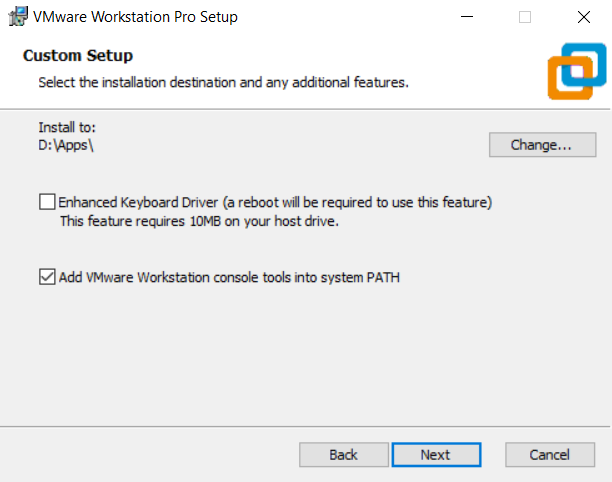 VMware Workstation Pro Setup
Custom Setup
Select the installation destination and any additional features.
Install to:
D:\Apps\
Change...
Enhanced Keyboard Driver (a reboot will be required to use this feature)
This feature requires 10MB on your host drive.
Add VMware Workstation console tools into system PATH
Back
Next
Cancel